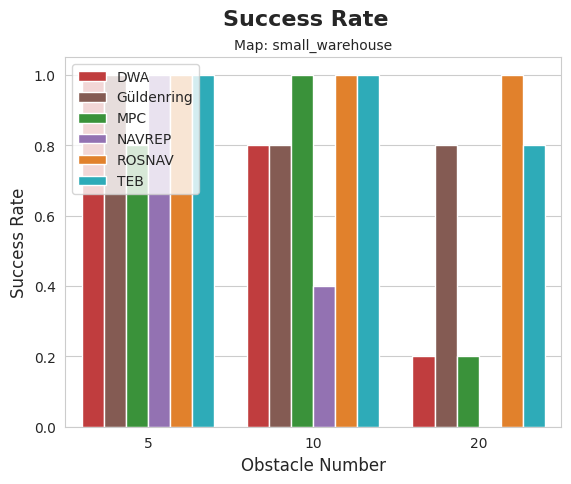 Success Rate
Map: small_warehouse
1.0
0.8
0.6
0.4
0.2
0.0
Success Rate
DWA
Güldenring
MPC
NAVREP
ROSNAV
TEB
5
10
20
Obstacle Number